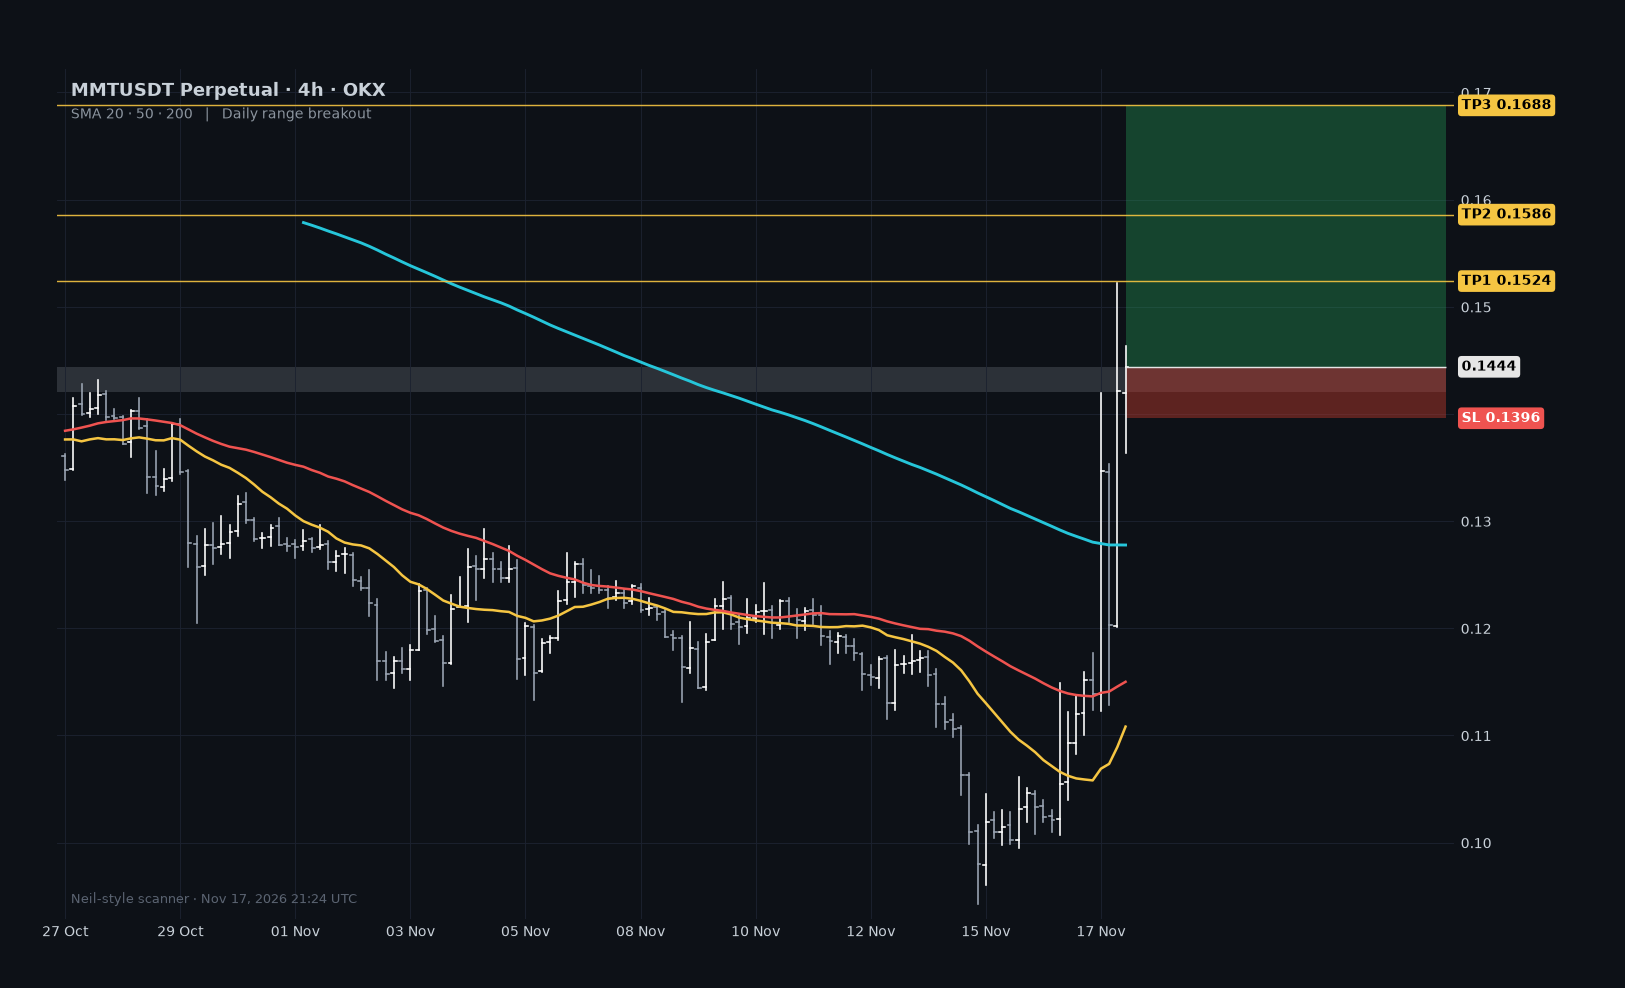 MMTUSDT Perpetual · 4h · OKX
SMA 20 · 50 · 200 | Daily range breakout
0.17
TP3 0.1688
0.16
TP2 0.1586
TP1 0.1524
0.15
0.1444
SL 0.1396
0.13
0.12
0.11
0.10
Neil-style scanner · Nov 17, 2026 21:24 UTC
27 Oct 29 Oct 01 Nov 03 Nov 05 Nov 08 Nov 10 Nov 12 Nov 15 Nov 17 Nov